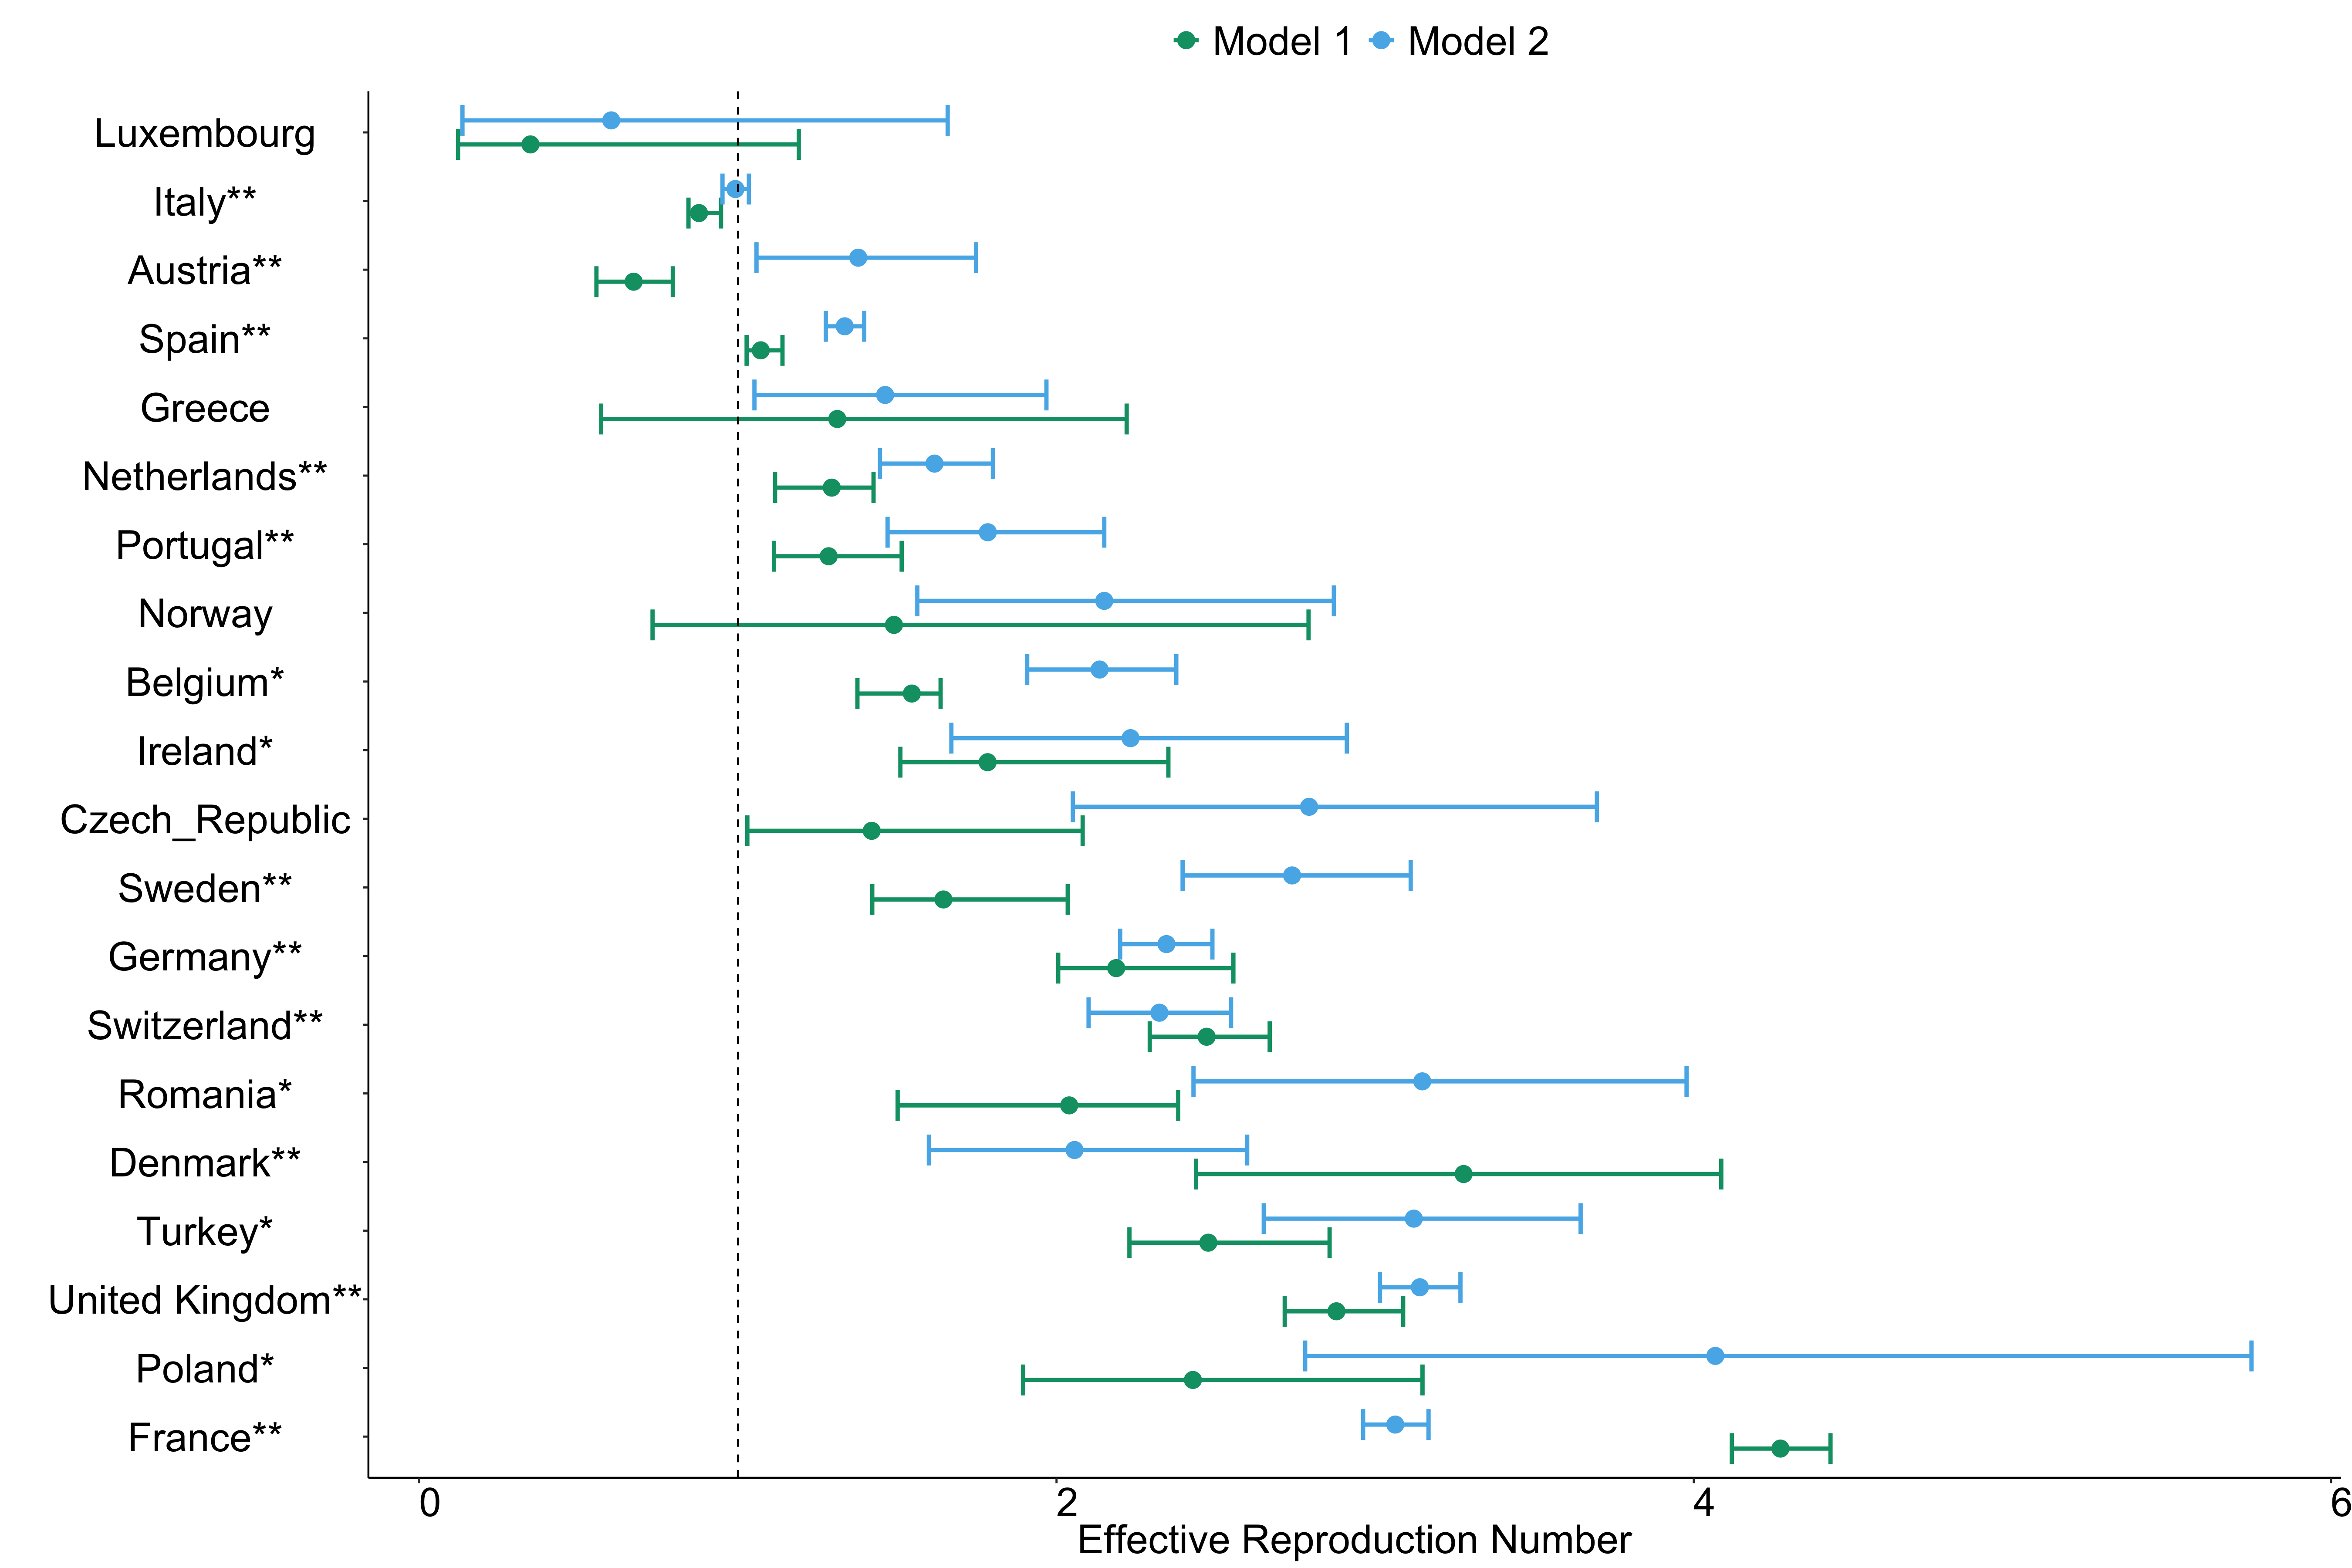 Model 1 Model 2
Luxembourg
Italy**
Austria**
Spain**
Greece
Netherlands**
Portugal**
Norway
Belgium*
Ireland*
Czech_Republic
Sweden**
Germany**
Switzerland**
Romania*
Denmark**
Turkey*
United Kingdom**
Poland*
France**
0 2 4 6
Effective Reproduction Number